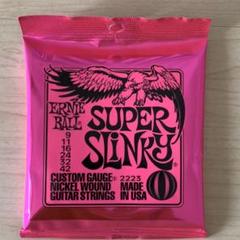 ERNIE
BALL
SUPER
SLINKY
9
11
16
24
32
42
2223
CUSTOM GAUGE®
NICKEL WOUND
GUITAR STRINGS
MADE
IN USA